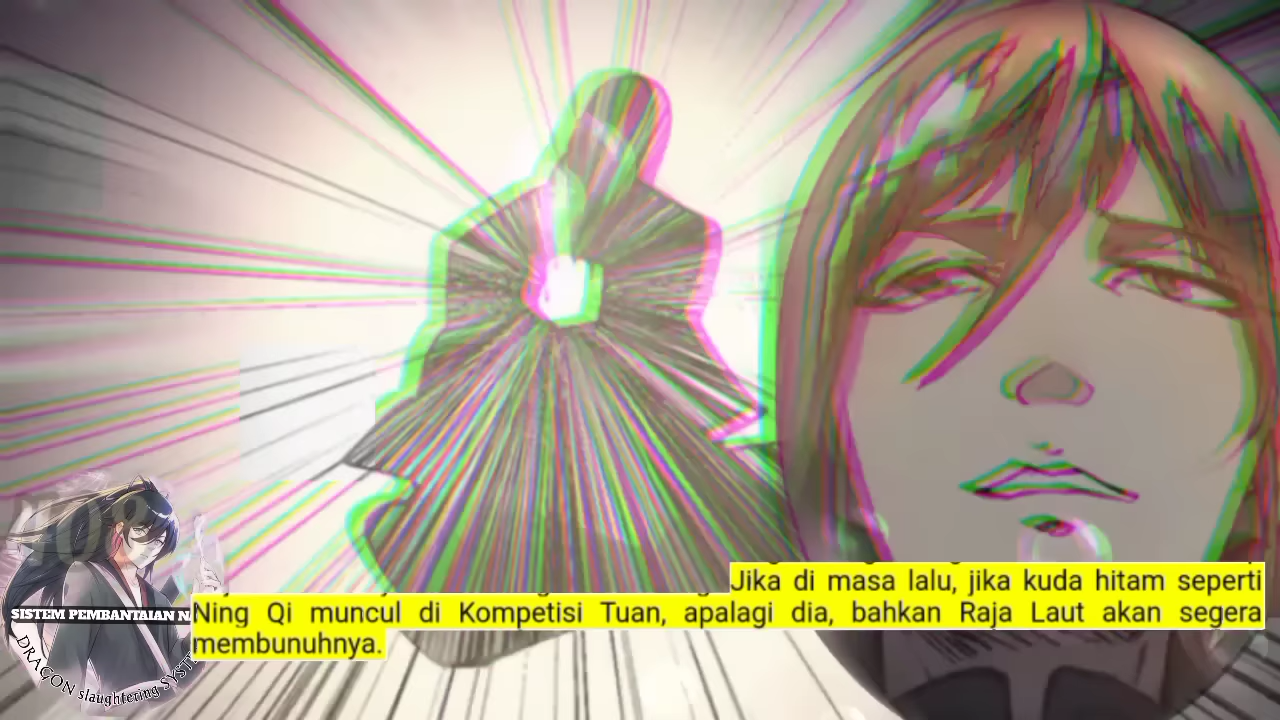 Jika di masa lalu, jika kuda hitam seperti
Ning Qi muncul di Kompetisi Tuan, apalagi dia, bahkan Raja Laut akan segera
membunuhnya.
SISTEM PEMBANTAIAN N
DRAGON slaughtering SYST